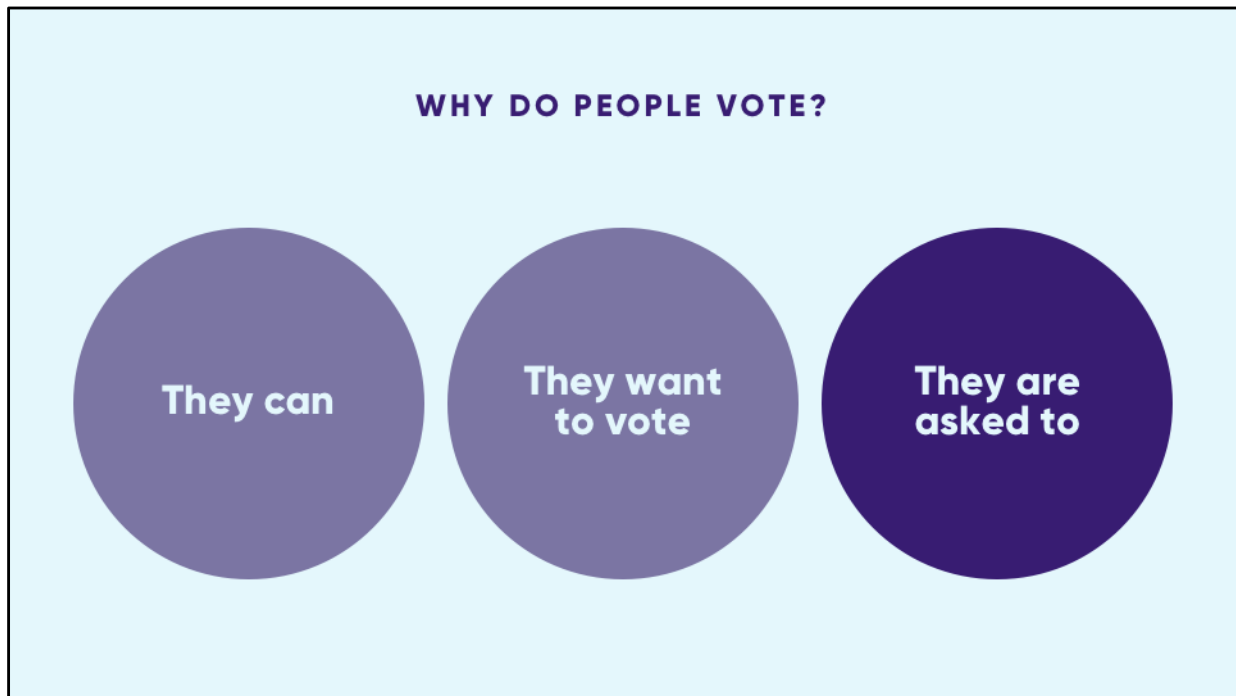 WHY DO PEOPLE VOTE?
They can
They want
to vote
They are
asked to